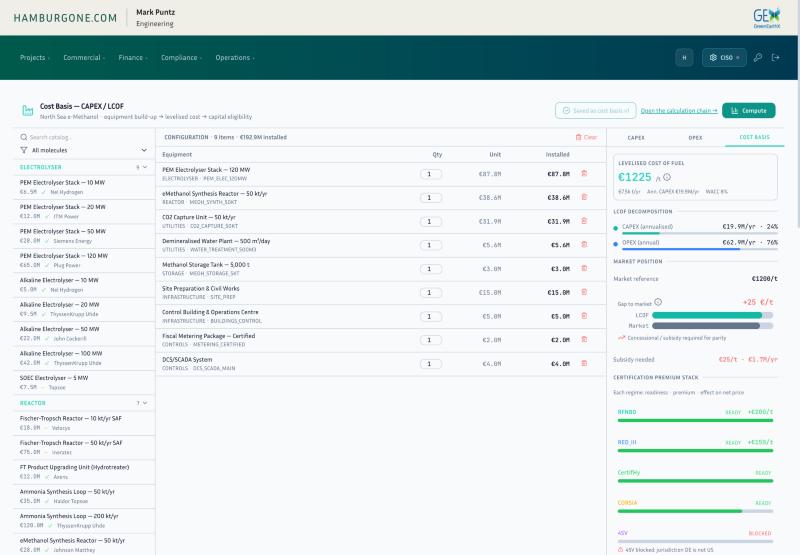 HAMBURGONE.COM
Mark Puntz
Engineering
GEX
GreenEarthX
Projects
Commercial
Finance
Compliance
Operations
H
CISO
Cost Basis — CAPEX / LCOF
North Sea e-Methanol · equipment build-up → levelised cost → capital eligibility
Saved as cost basis v1
Open the calculation chain →
Compute
Search catalog…
All molecules
ELECTROLYSER 9
PEM Electrolyser Stack — 10 MW
€6.5M ✓ Nel Hydrogen
PEM Electrolyser Stack — 20 MW
€12.0M ✓ ITM Power
PEM Electrolyser Stack — 50 MW
€28.0M ✓ Siemens Energy
PEM Electrolyser Stack — 120 MW
€65.0M ✓ Plug Power
Alkaline Electrolyser — 10 MW
€5.0M ✓ Nel Hydrogen
Alkaline Electrolyser — 20 MW
€9.5M ✓ ThyssenKrupp Uhde
Alkaline Electrolyser — 50 MW
€22.0M ✓ John Cockerill
Alkaline Electrolyser — 100 MW
€42.0M ✓ ThyssenKrupp Uhde
SOEC Electrolyser — 5 MW
€7.5M Topsoe
REACTOR 7
Fischer-Tropsch Reactor — 10 kt/yr SAF
€18.0M Velocys
Fischer-Tropsch Reactor — 50 kt/yr SAF
€75.0M Ineratec
FT Product Upgrading Unit (Hydrotreater)
€12.0M ✓ Axens
Ammonia Synthesis Loop — 50 kt/yr
€35.0M ✓ Haldor Topsoe
Ammonia Synthesis Loop — 200 kt/yr
€120.0M ✓ ThyssenKrupp Uhde
eMethanol Synthesis Reactor — 50 kt/yr
€28.0M ✓ Johnson Matthey
CONFIGURATION · 9 items · €192.9M installed
Clear
Equipment Qty Unit Installed
PEM Electrolyser Stack — 120 MW
ELECTROLYSER · PEM_ELEC_120MW
1 €87.8M €87.8M
eMethanol Synthesis Reactor — 50 kt/yr
REACTOR · MEOH_SYNTH_50KT
1 €38.6M €38.6M
CO2 Capture Unit — 50 kt/yr
UTILITIES · CO2_CAPTURE_50KT
1 €31.9M €31.9M
Demineralised Water Plant — 500 m³/day
UTILITIES · WATER_TREATMENT_500M3
1 €5.6M €5.6M
Methanol Storage Tank — 5,000 t
STORAGE · MEOH_STORAGE_5KT
1 €3.0M €3.0M
Site Preparation & Civil Works
INFRASTRUCTURE · SITE_PREP
1 €15.0M €15.0M
Control Building & Operations Centre
INFRASTRUCTURE · BUILDINGS_CONTROL
1 €5.0M €5.0M
Fiscal Metering Package — Certified
CONTROLS · METERING_CERTIFIED
1 €2.0M €2.0M
DCS/SCADA System
CONTROLS · DCS_SCADA_MAIN
1 €4.0M €4.0M
CAPEX OPEX COST BASIS
LEVELISED COST OF FUEL
€1225 /t
Ann. CAPEX €19.9M/yr WACC 8%
LCOF DECOMPOSITION
CAPEX (annualised) €19.9M/yr · 24%
OPEX (annual) €62.9M/yr · 76%
MARKET POSITION
Market reference €1200/t
Gap to market +25 €/t
LCOF
Market
Concessional / subsidy required for parity
Subsidy needed €25/t · €1.7M/yr
CERTIFICATION PREMIUM STACK
Each regime: readiness · premium · effect on net price
RFNBO READY +€200/t
RED_III READY +€150/t
CertifHy READY
CORSIA READY
45V BLOCKED
45V blocked: jurisdiction DE is not US